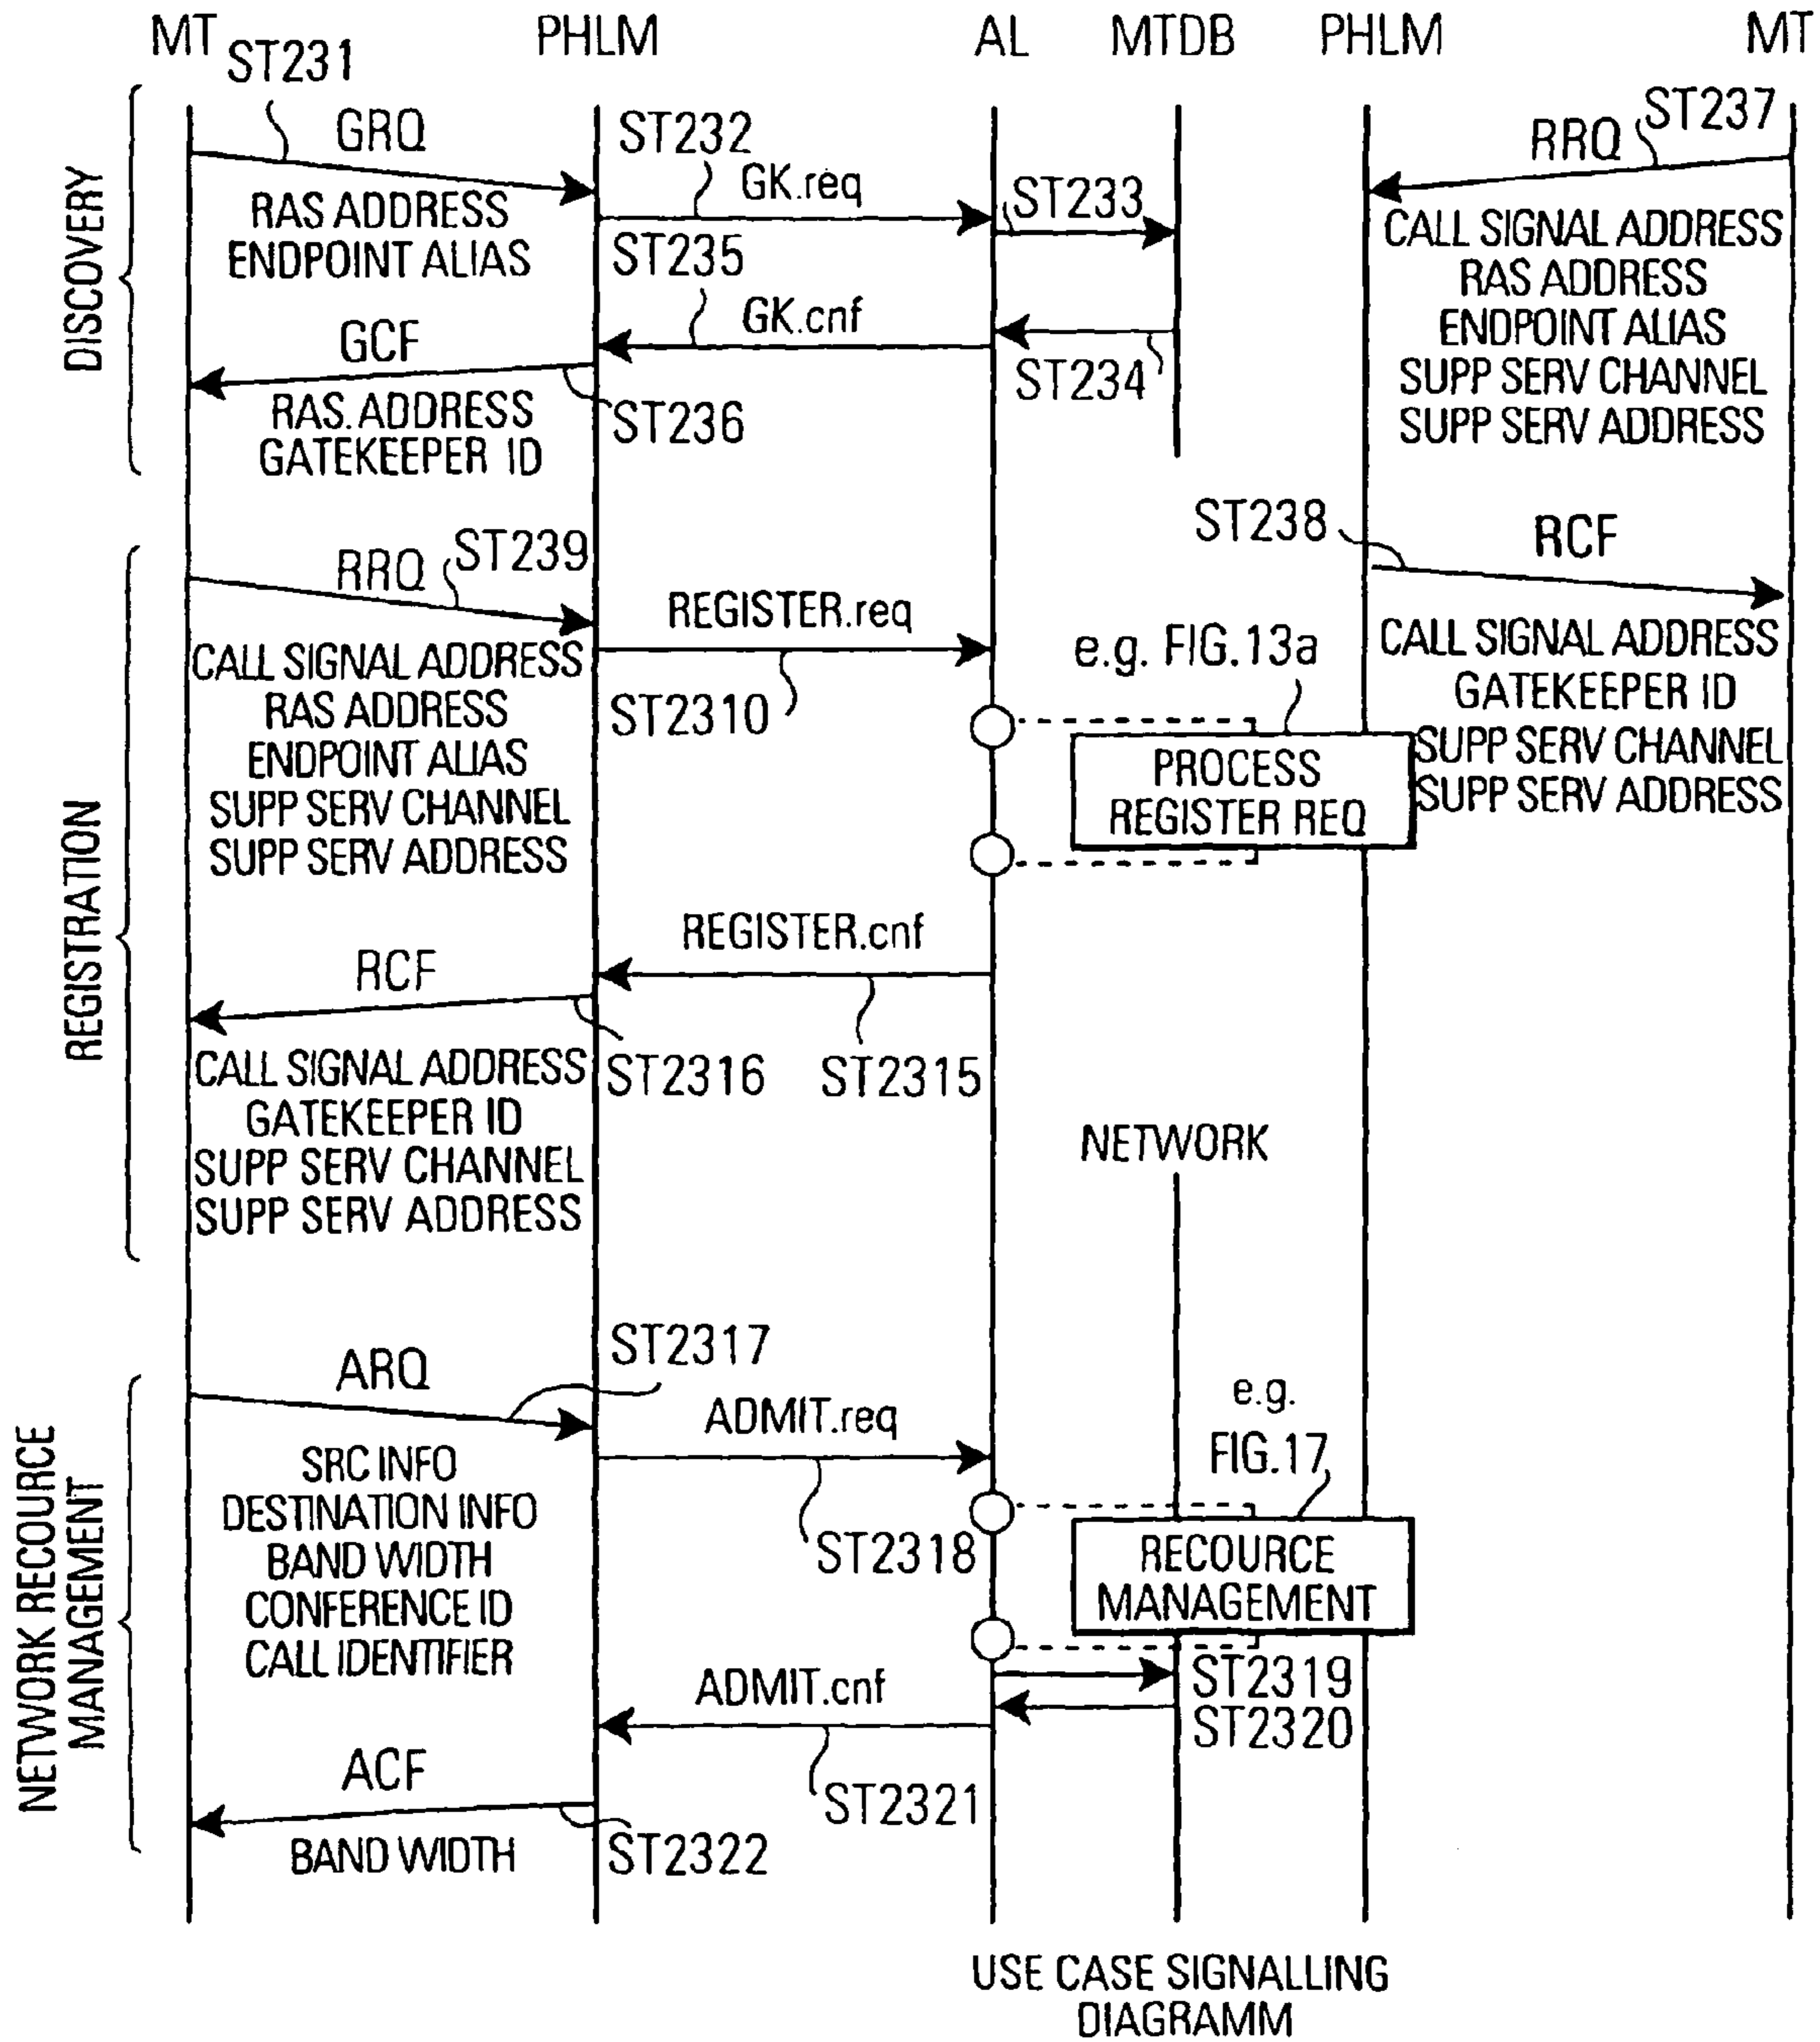 MT
PHLM
AL
MTDB
PHLM
MT
ST231
GRQ
RAS ADDRESS
ENDPOINT ALIAS
ST232
GK.req
ST233
ST235
GK.cnf
ST234
GCF
RAS. ADDRESS
GATEKEEPER ID
ST236
DISCOVERY
ST237
RRQ
CALL SIGNAL ADDRESS
RAS ADDRESS
ENDPOINT ALIAS
SUPP SERV CHANNEL
SUPP SERV ADDRESS
ST238
RCF
CALL SIGNAL ADDRESS
GATEKEEPER ID
SUPP SERV CHANNEL
SUPP SERV ADDRESS
REGISTRATION
RRQ
ST239
CALL SIGNAL ADDRESS
RAS ADDRESS
ENDPOINT ALIAS
SUPP SERV CHANNEL
SUPP SERV ADDRESS
REGISTER.req
ST2310
e.g. FIG.13a
PROCESS
REGISTER REQ
REGISTER.cnf
RCF
ST2316
ST2315
CALL SIGNAL ADDRESS
GATEKEEPER ID
SUPP SERV CHANNEL
SUPP SERV ADDRESS
NETWORK
NETWORK RECOURCE
MANAGEMENT
ARQ
ST2317
SRC INFO
DESTINATION INFO
BAND WIDTH
CONFERENCE ID
CALL IDENTIFIER
ADMIT.req
ST2318
e.g.
FIG.17
RECOURCE
MANAGEMENT
ST2319
ST2320
ADMIT.cnf
ST2321
ACF
BAND WIDTH
ST2322
USE CASE SIGNALLING
DIAGRAMM